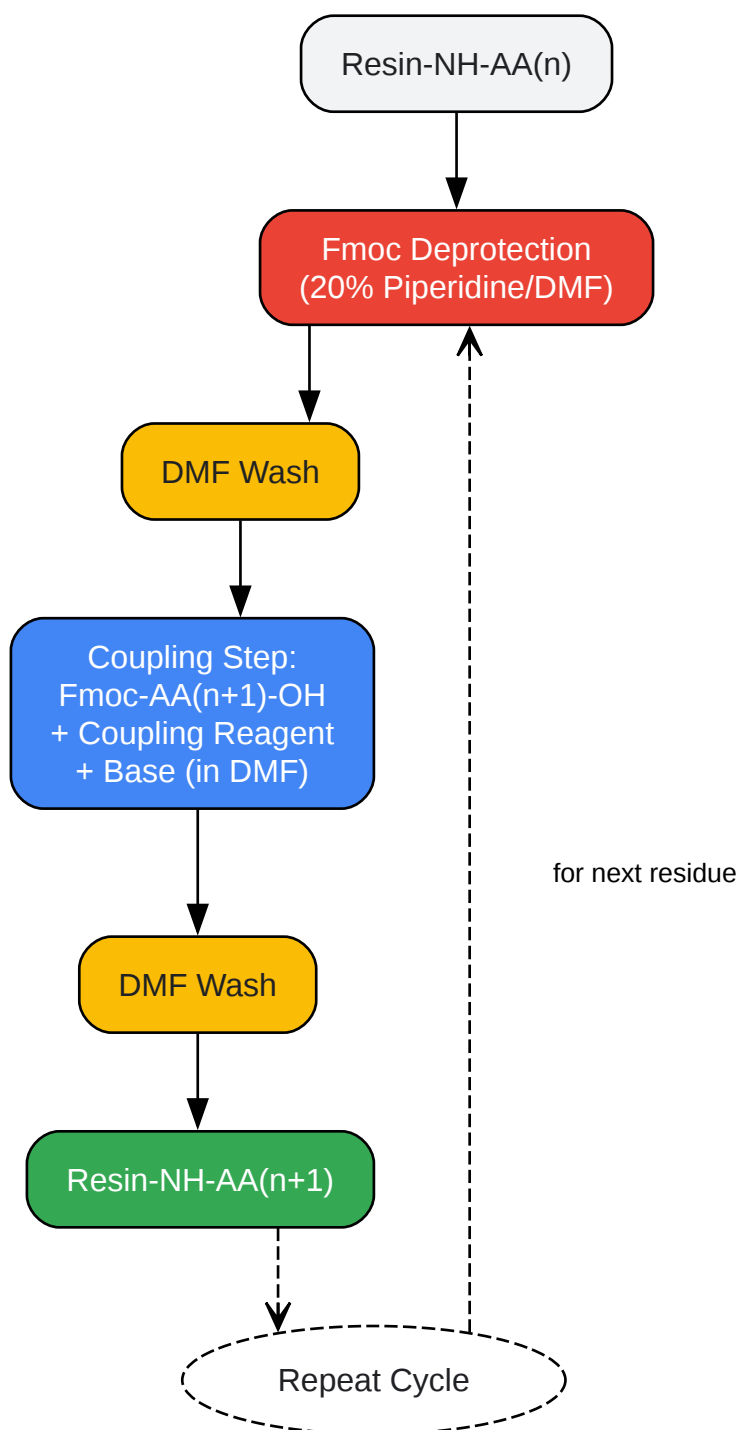 Resin-NH-AA(n)
Fmoc Deprotection
(20% Piperidine/DMF)
DMF Wash
Coupling Step:
Fmoc-AA(n+1)-OH
+ Coupling Reagent
+ Base (in DMF)
for next residue
DMF Wash
Resin-NH-AA(n+1)
Repeat Cycle